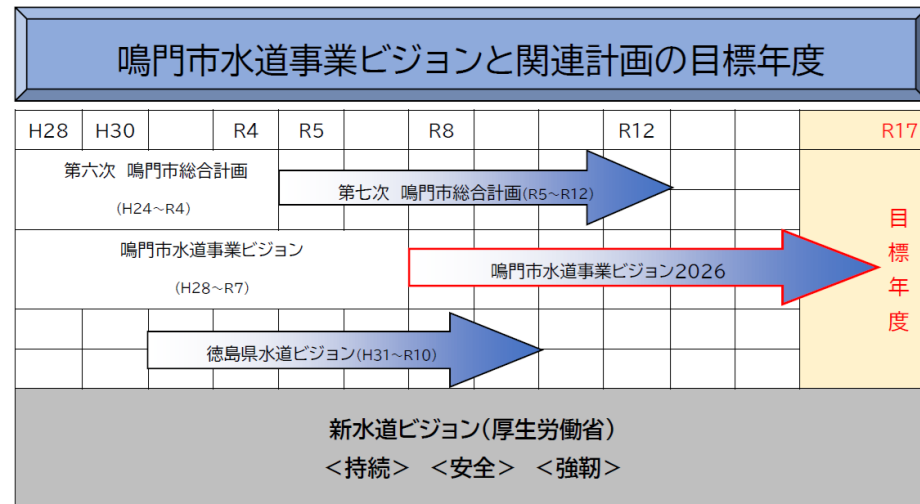 鳴門市水道事業ビジョンと関連計画の目標年度
H28 H30 R4 R5 R8 R12 R17
第六次 鳴門市総合計画
(H24~R4)
第七次 鳴門市総合計画(R5~R12)
鳴門市水道事業ビジョン
(H28~R7)
鳴門市水道事業ビジョン2026
目標年度
徳島県水道ビジョン(H31~R10)
新水道ビジョン(厚生労働省)
<持続> <安全> <強靭>